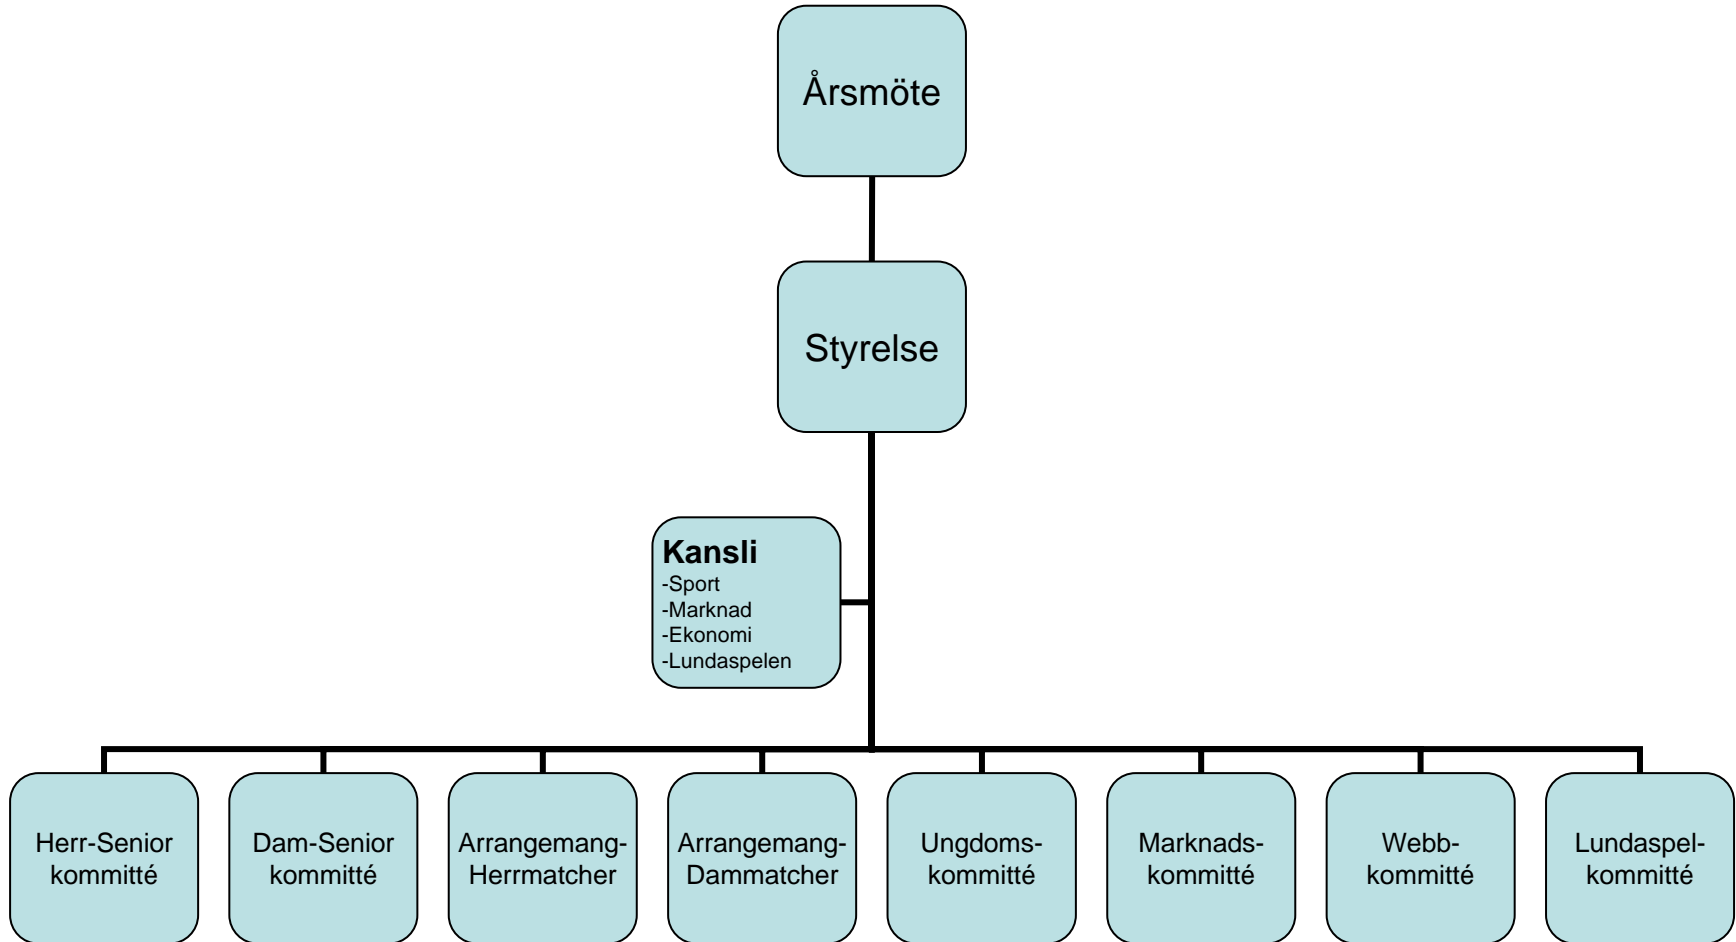 Årsmöte
Styrelse
Kansli
-Sport
-Marknad
-Ekonomi
-Lundaspelen
Herr-Senior
kommitté
Dam-Senior
kommitté
Arrangemang-
Herrmatcher
Arrangemang-
Dammatcher
Ungdoms-
kommitté
Marknads-
kommitté
Webb-
kommitté
Lundaspel-
kommitté